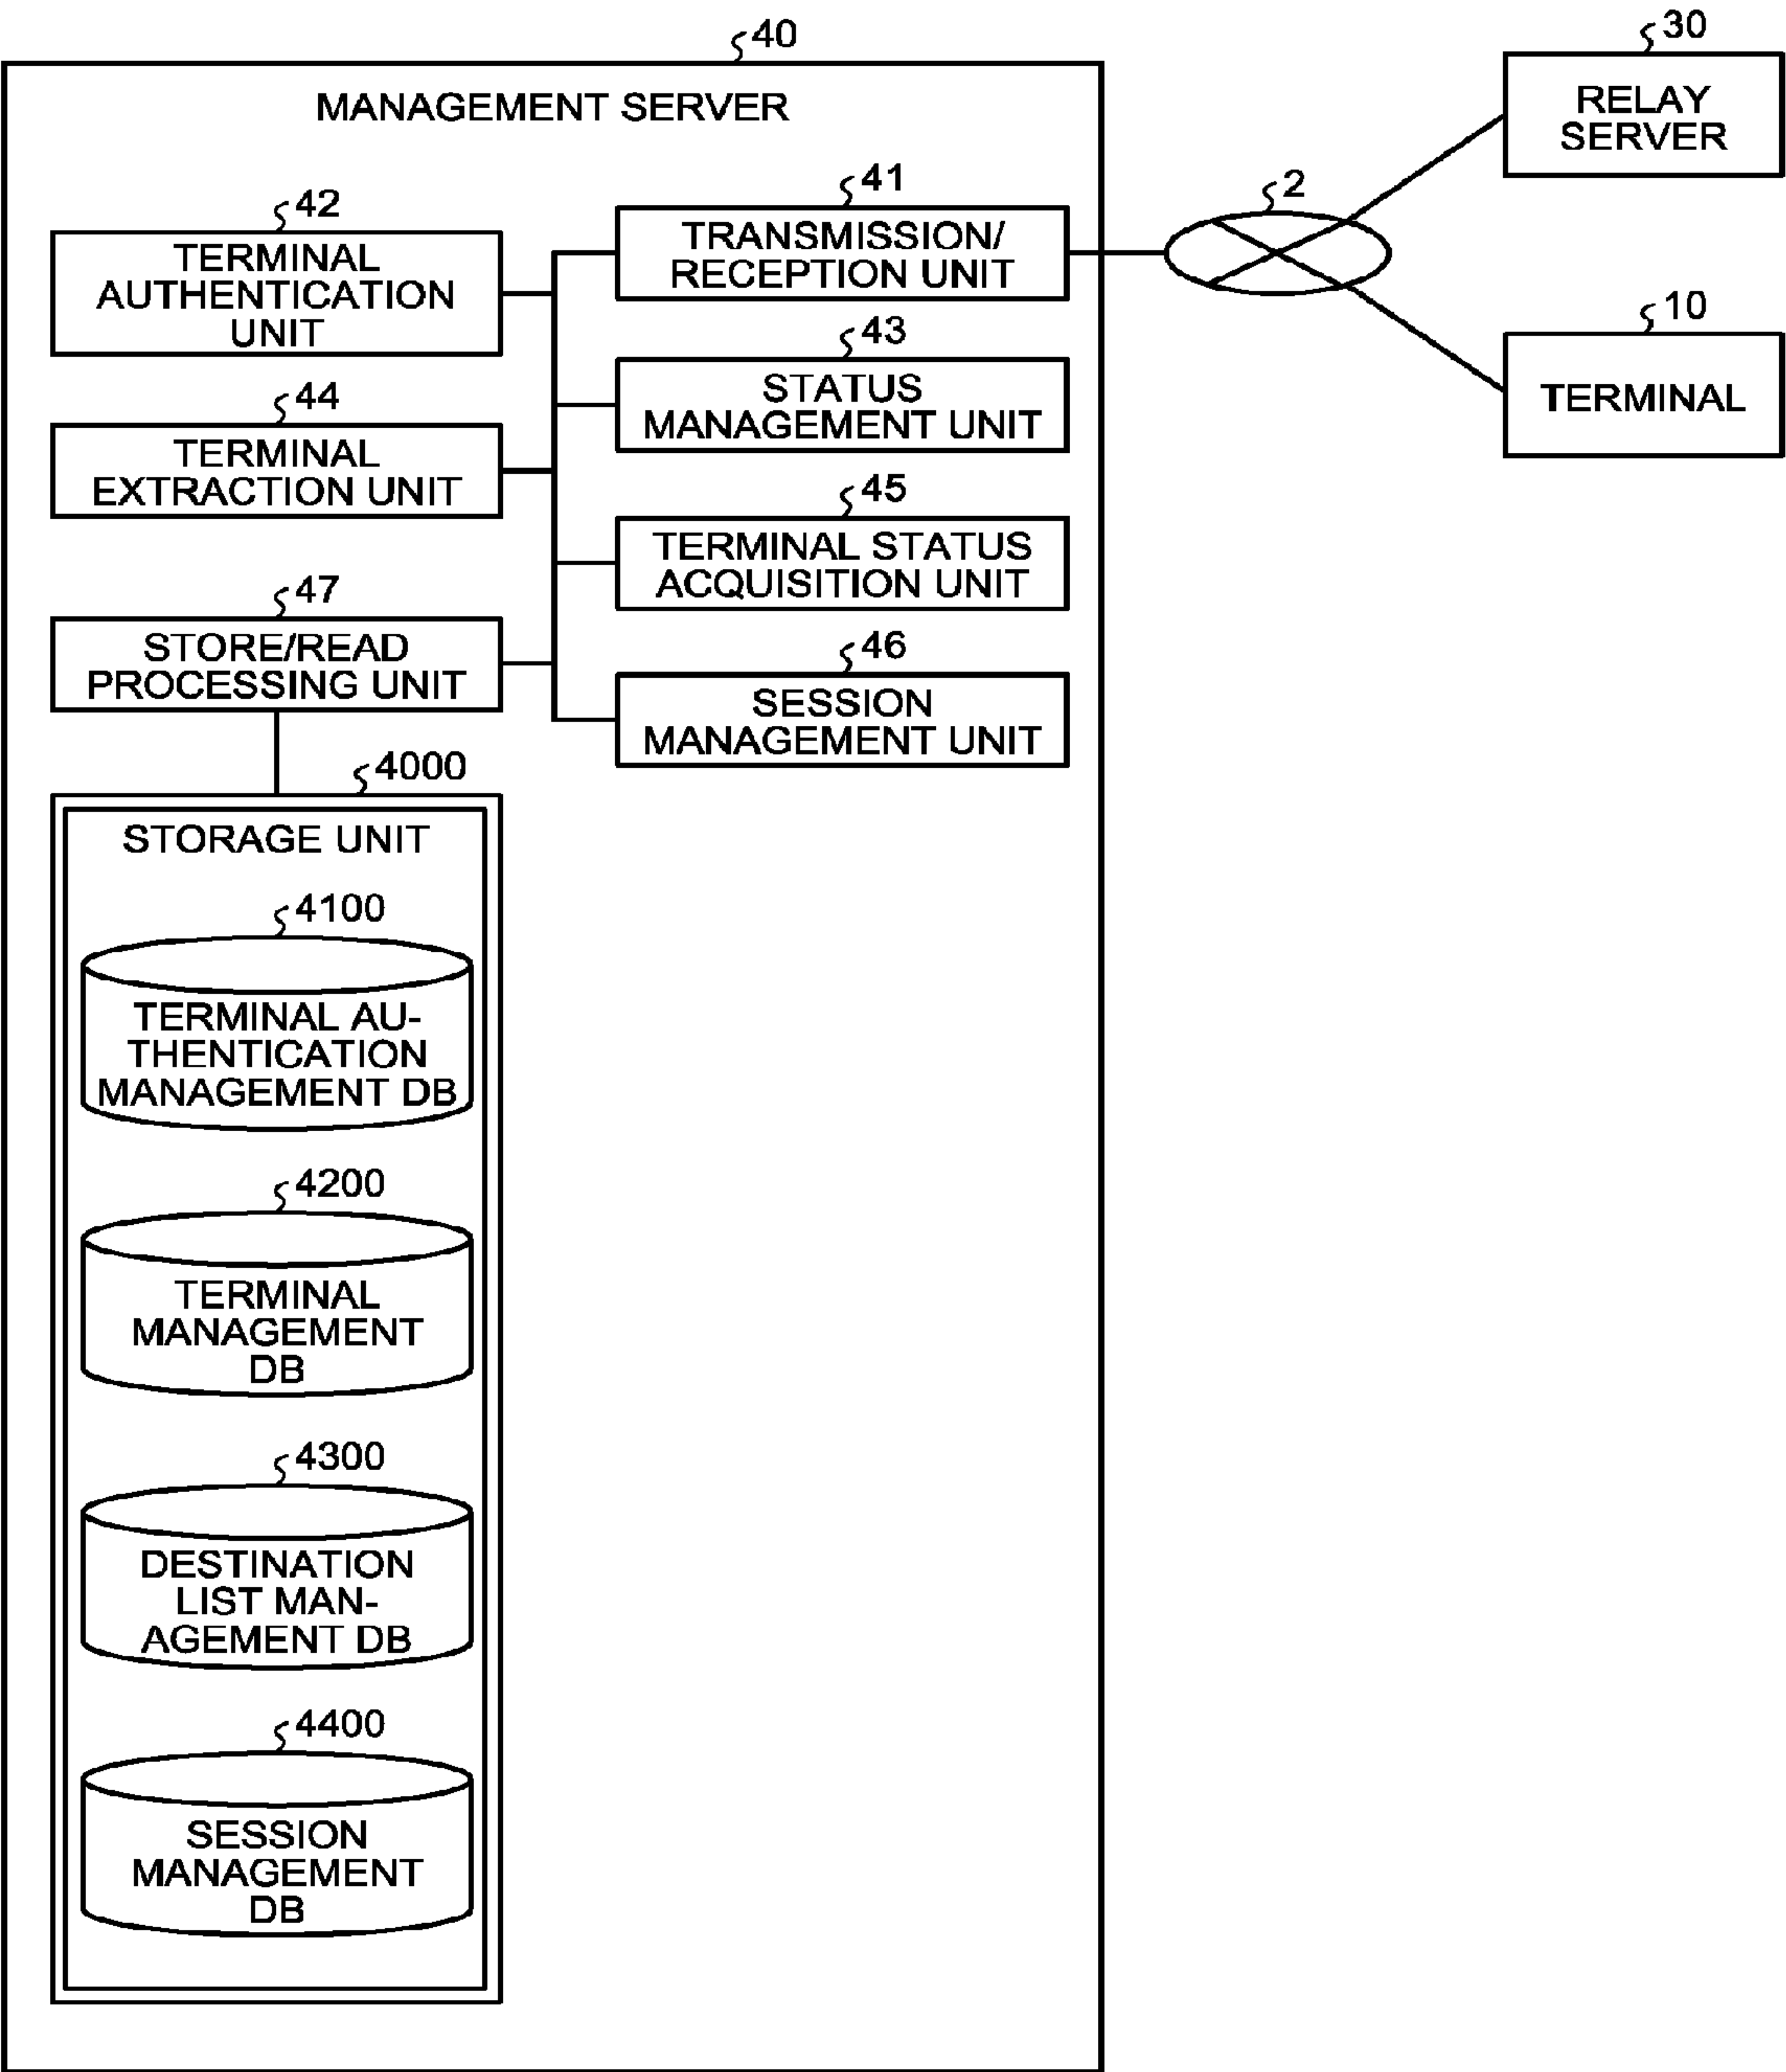 40
MANAGEMENT SERVER
30
RELAY
SERVER
2
10
TERMINAL
42
TERMINAL
AUTHENTICATION
UNIT
41
TRANSMISSION/
RECEPTION UNIT
43
STATUS
MANAGEMENT UNIT
44
TERMINAL
EXTRACTION UNIT
45
TERMINAL STATUS
ACQUISITION UNIT
47
STORE/READ
PROCESSING UNIT
46
SESSION
MANAGEMENT UNIT
4000
STORAGE UNIT
4100
TERMINAL AU-
THENTICATION
MANAGEMENT DB
4200
TERMINAL
MANAGEMENT
DB
4300
DESTINATION
LIST MAN-
AGEMENT DB
4400
SESSION
MANAGEMENT
DB